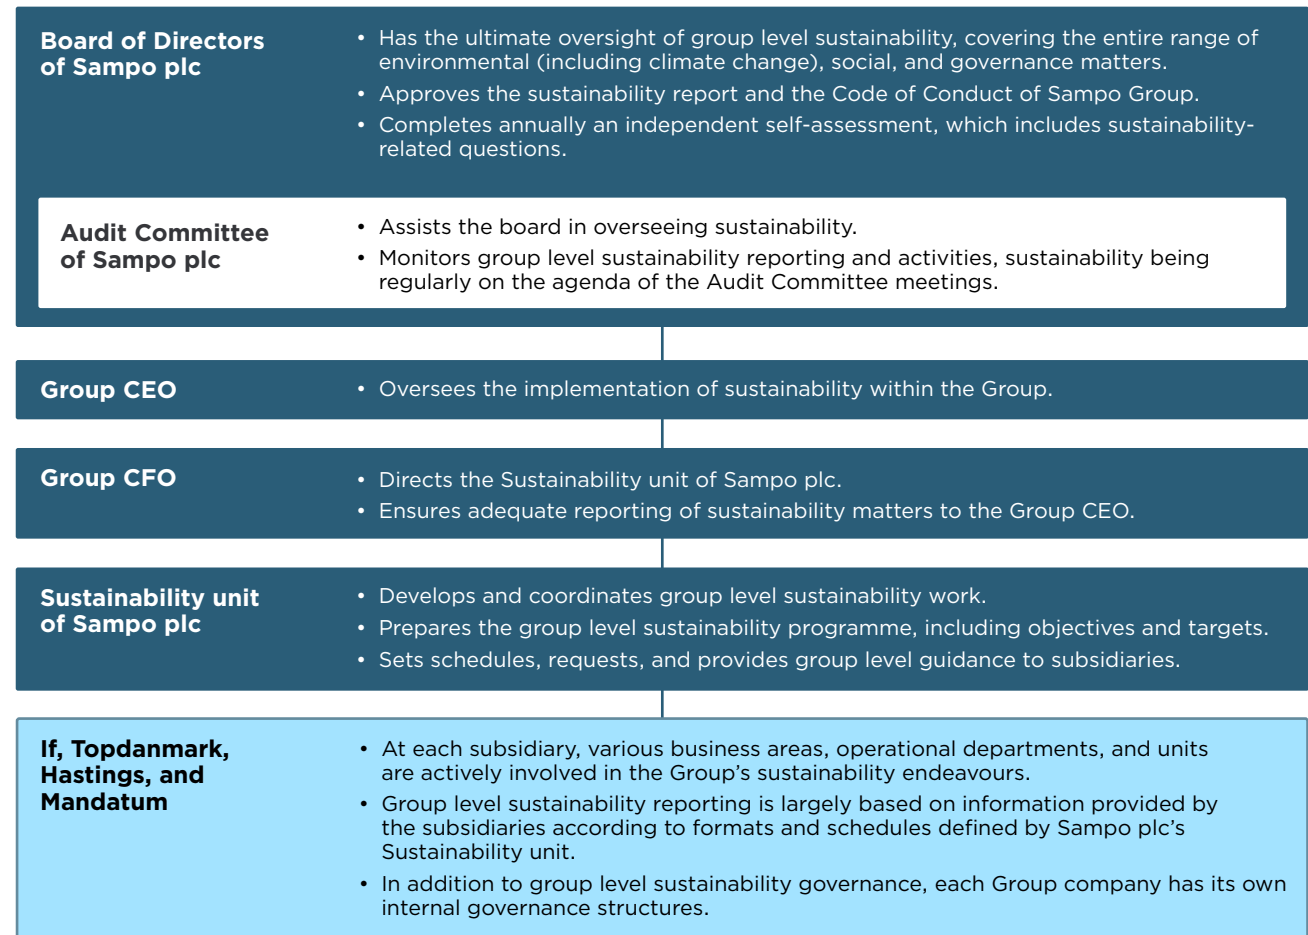 Board of Directors
of Sampo plc
• Has the ultimate oversight of group level sustainability, covering the entire range of
environmental (including climate change), social, and governance matters.
• Approves the sustainability report and the Code of Conduct of Sampo Group.
• Completes annually an independent self-assessment, which includes sustainability-
related questions.
Audit Committee
of Sampo plc
• Assists the board in overseeing sustainability.
• Monitors group level sustainability reporting and activities, sustainability being
regularly on the agenda of the Audit Committee meetings.
Group CEO
• Oversees the implementation of sustainability within the Group.
Group CFO
• Directs the Sustainability unit of Sampo plc.
• Ensures adequate reporting of sustainability matters to the Group CEO.
Sustainability unit
of Sampo plc
• Develops and coordinates group level sustainability work.
• Prepares the group level sustainability programme, including objectives and targets.
• Sets schedules, requests, and provides group level guidance to subsidiaries.
If, Topdanmark,
Hastings, and
Mandatum
• At each subsidiary, various business areas, operational departments, and units
are actively involved in the Group’s sustainability endeavours.
• Group level sustainability reporting is largely based on information provided by
the subsidiaries according to formats and schedules defined by Sampo plc’s
Sustainability unit.
• In addition to group level sustainability governance, each Group company has its own
internal governance structures.